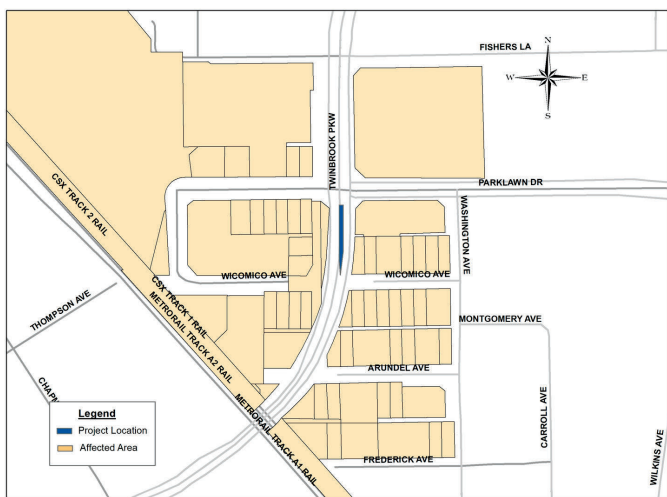 FISHERS LA
N
W
E
S
TWINBROOK PKW
CSX TRACK 2 RAIL
PARKLAWN DR
WASHINGTON AVE
WICOMICO AVE
WICOMICO AVE
THOMPSON AVE
CSX TRACK 1 RAIL
METRORAIL TRACK A2 RAIL
MONTGOMERY AVE
ARUNDEL AVE
CHAPM
METRORAIL TRACK A1 RAIL
CARROLL AVE
WILKINS AVE
FREDERICK AVE
Legend
Project Location
Affected Area